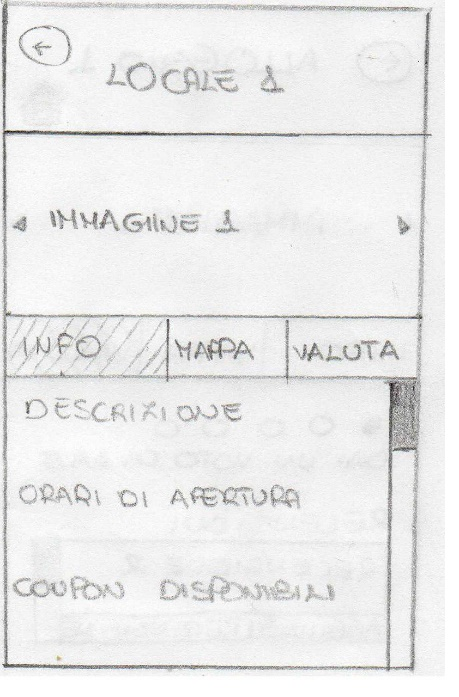 LOCALE 1
IMMAGINE 1
INFO MAPPA VALUTA
DESCRIZIONE
ORARI DI APERTURA
COUPON DISPONIBILI